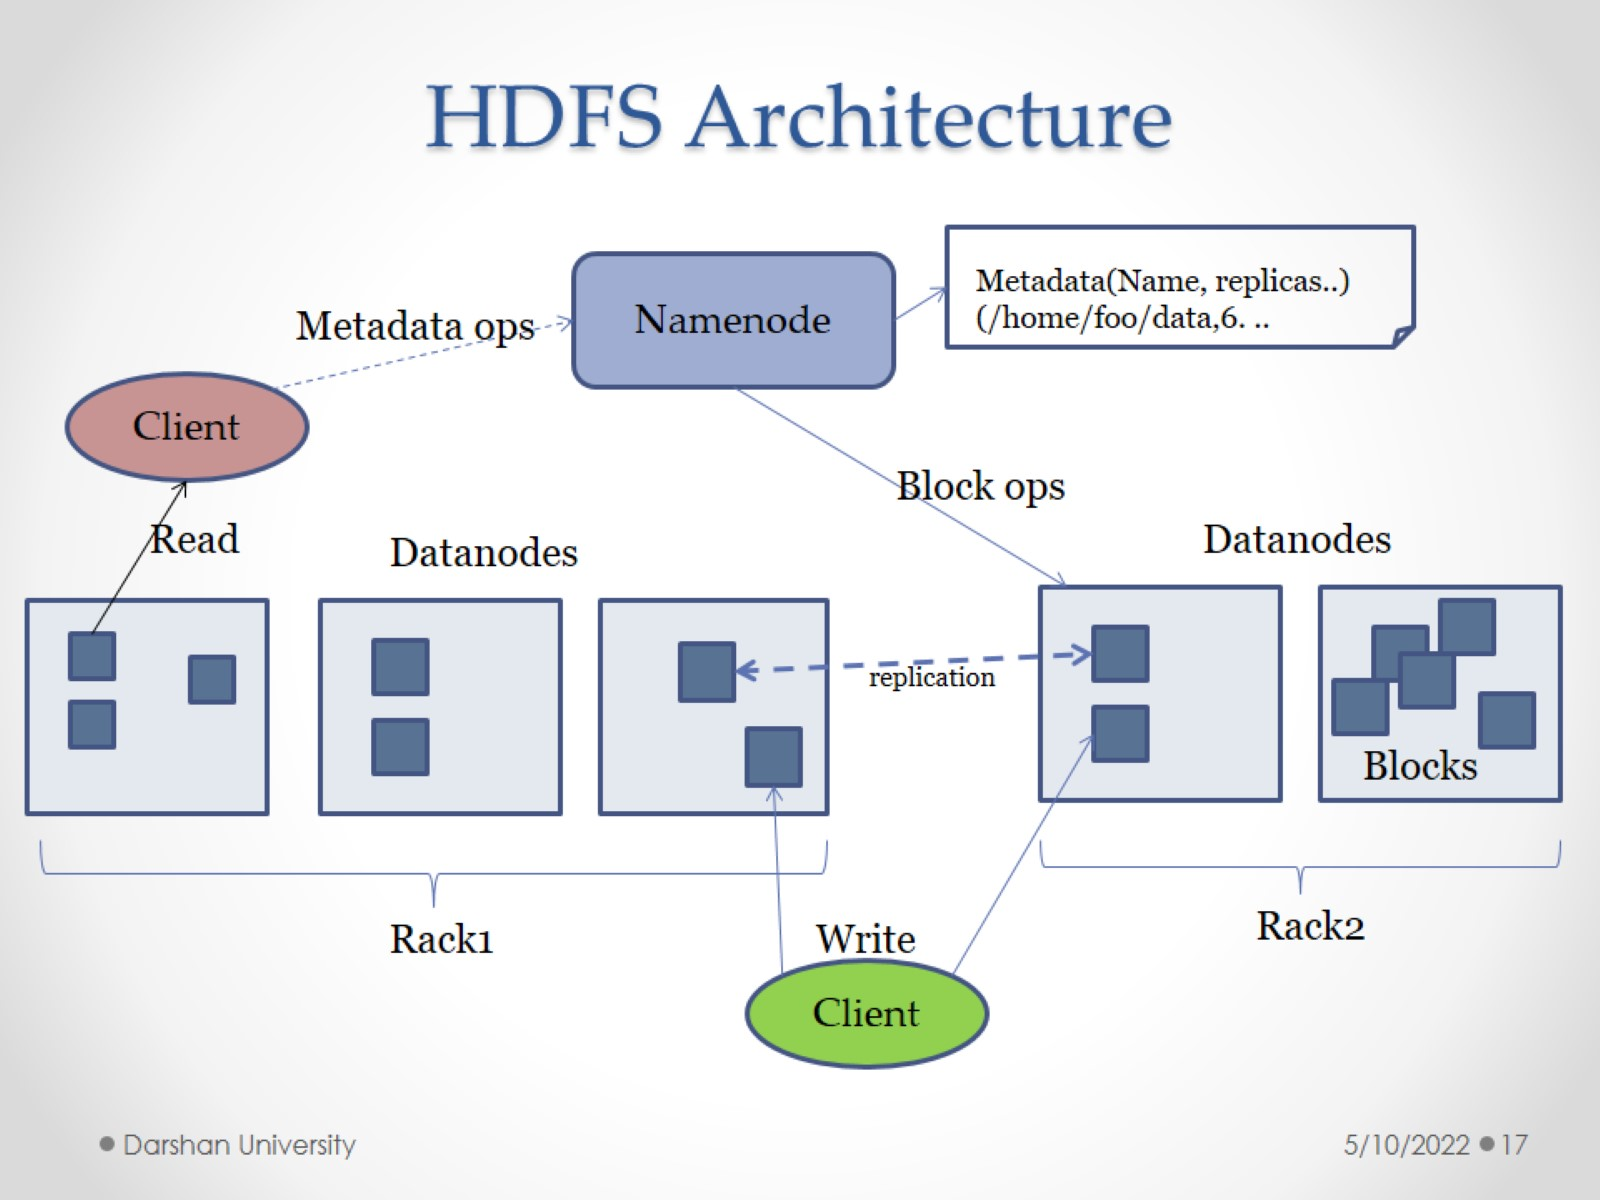 HDFS Architecture
Metadata(Name, replicas..)
(/home/foo/data,6. ..
Namenode
Metadata ops
Client
Block ops
Read
Datanodes
Datanodes
replication
Blocks
Rack1
Rack2
Write
Client
Darshan University
5/10/2022
17